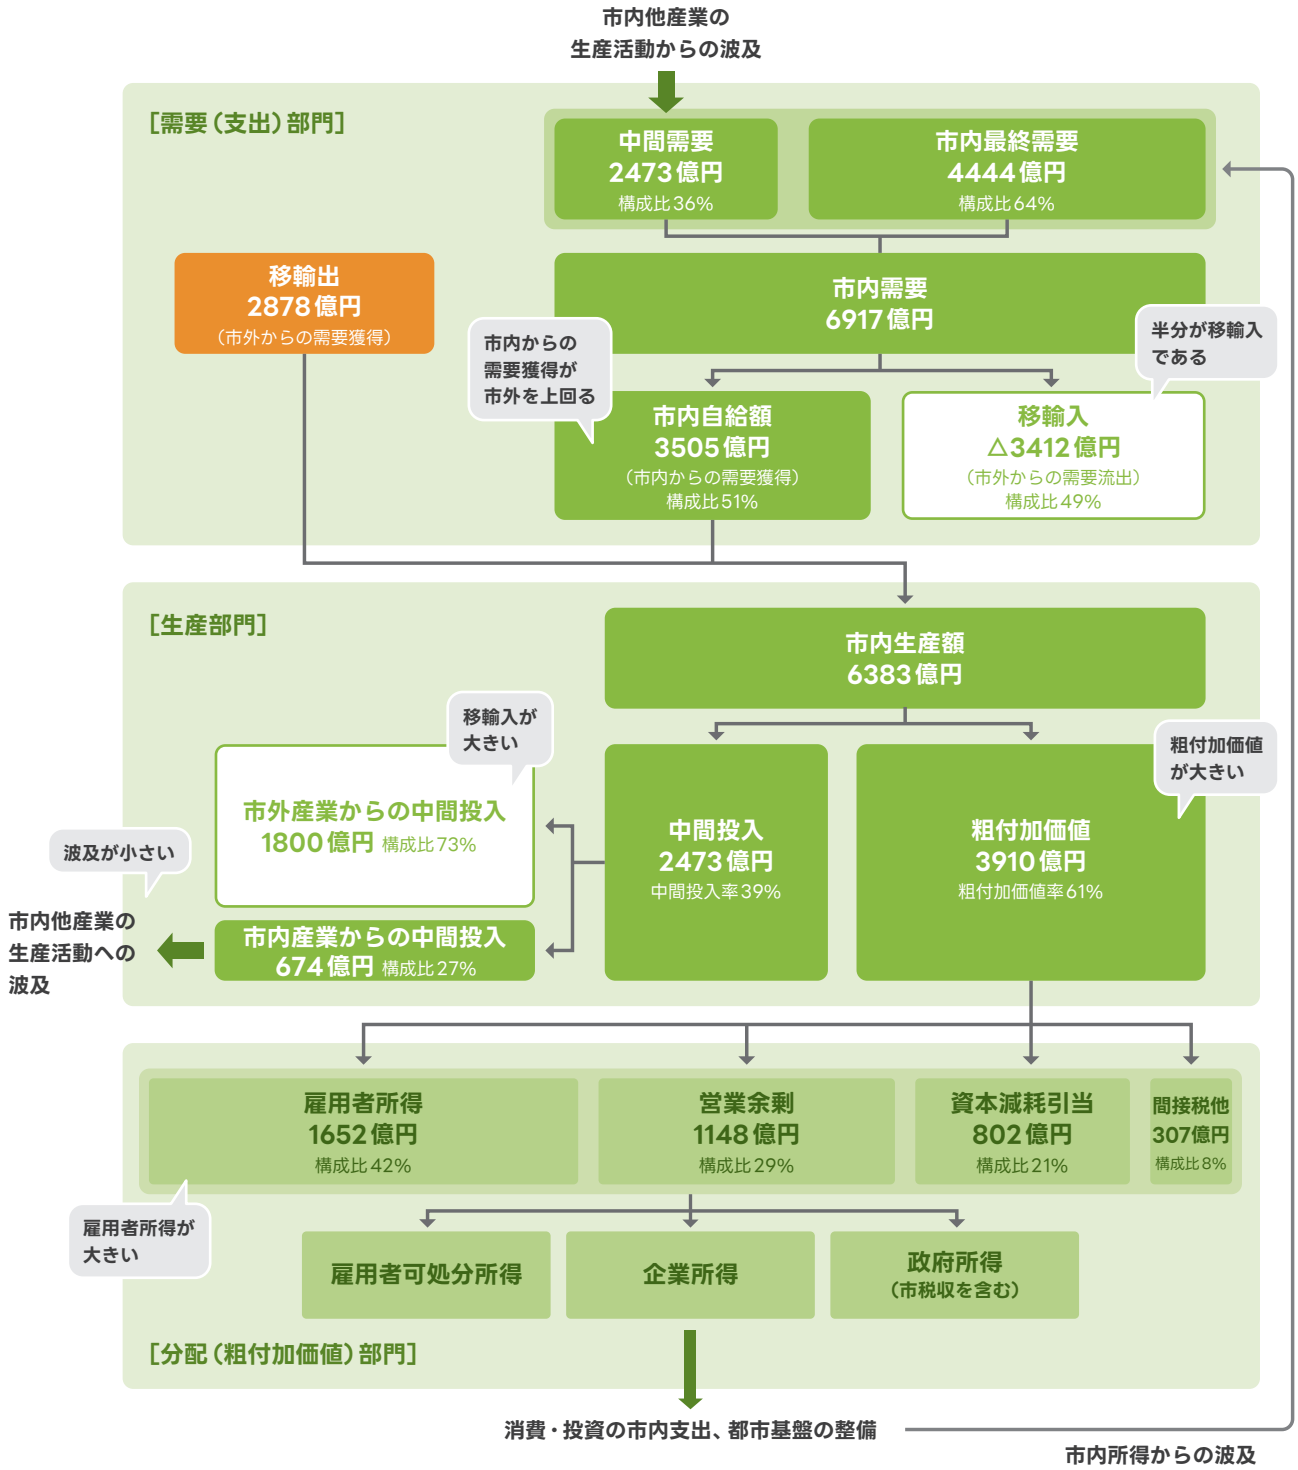 市内他産業の
生産活動からの波及
［需要（支出）部門］
中間需要
2473億円
構成比36%
市内最終需要
4444億円
構成比64%
移輸出
2878億円
（市外からの需要獲得）
市内需要
6917億円
市内からの
需要獲得が
市外を上回る
半分が移輸入
である
市内自給額
3505億円
（市内からの需要獲得）
構成比51%
移輸入
△3412億円
（市外からの需要流出）
構成比49%
［生産部門］
市内生産額
6383億円
移輸入が
大きい
粗付加価値
が大きい
市外産業からの中間投入
1800億円 構成比73%
中間投入
2473億円
中間投入率39%
粗付加価値
3910億円
粗付加価値率61%
波及が小さい
市内他産業の
生産活動への
波及
市内産業からの中間投入
674億円 構成比27%
雇用者所得
1652億円
構成比42%
営業余剰
1148億円
構成比29%
資本減耗引当
802億円
構成比21%
間接税他
307億円
構成比8%
雇用者所得が
大きい
雇用者可処分所得
企業所得
政府所得
（市税収を含む）
［分配（粗付加価値）部門］
消費・投資の市内支出、都市基盤の整備
市内所得からの波及